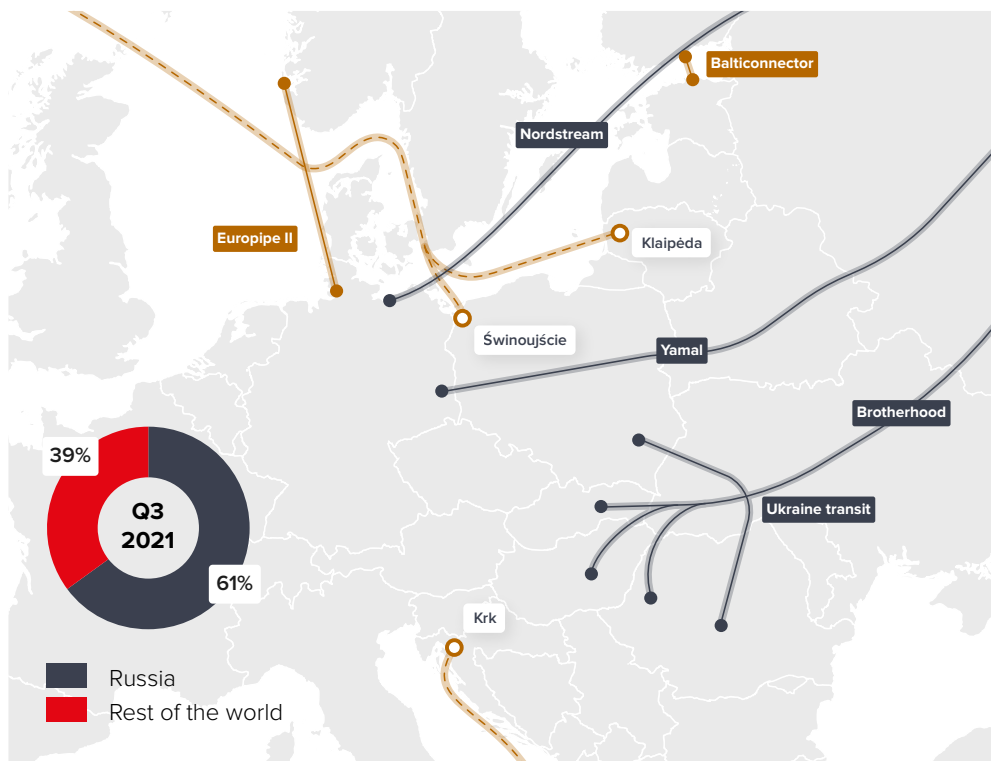 Balticonnector
Nordstream
Europipe II
Klaipėda
Świnoujście
Yamal
Brotherhood
39%
Q3
2021
Ukraine transit
61%
Krk
Russia
Rest of the world